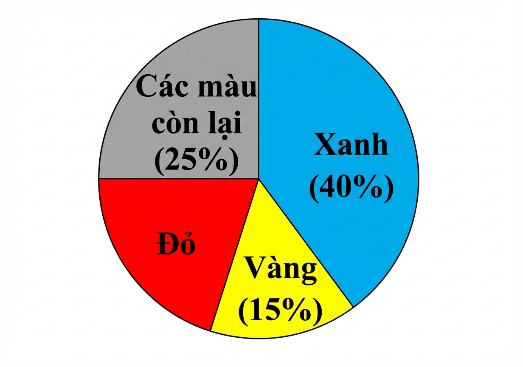 Các màu
còn lại
(25%)
Xanh
(40%)
Đỏ
Vàng
(15%)